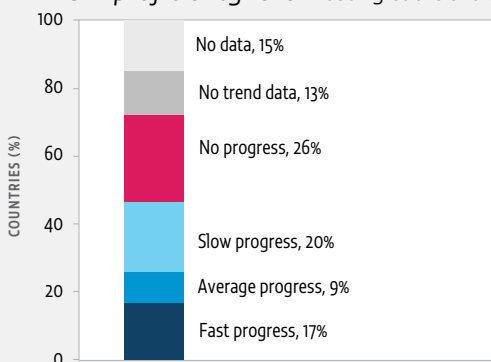 100
No data, 15%
80
No trend data, 13%
60
No progress, 26%
COUNTRIES (%)
40
Slow progress, 20%
20
Average progress, 9%
Fast progress, 17%
0